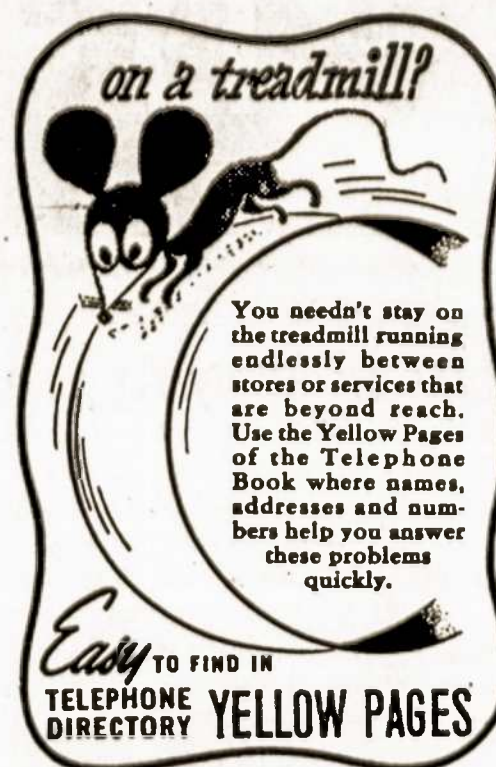 on a treadmill?
You needn't stay on
the treadmill running
endlessly between
stores or services that
are beyond reach.
Use the Yellow Pages
of the Telephone
Book where names,
addresses and num-
bers help you answer
these problems
quickly.
Easy TO FIND IN
TELEPHONE
DIRECTORY YELLOW PAGES